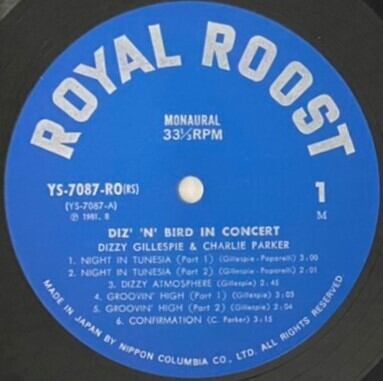 ROYAL ROOST
MONAURAL
33⅓RPM
YS-7087-RO(RS)
(YS-7087-A)
℗ 1981. 8
1
M
DIZ' 'N' BIRD IN CONCERT
DIZZY GILLESPIE & CHARLIE PARKER
1. NIGHT IN TUNESIA (Part 1) (Gillespie - Paparelli) 3:00
2. NIGHT IN TUNESIA (Part 2) (Gillespie - Paparelli) 2:01
3. DIZZY ATMOSPHERE (Gillespie) 2:45
4. GROOVIN' HIGH (Part 1) (Gillespie) 3:03
5. GROOVIN' HIGH (Part 2) (Gillespie) 2:04
6. CONFIRMATION (C. Parker) 3:15
MADE IN JAPAN BY NIPPON COLUMBIA CO., LTD. ALL RIGHTS RESERVED